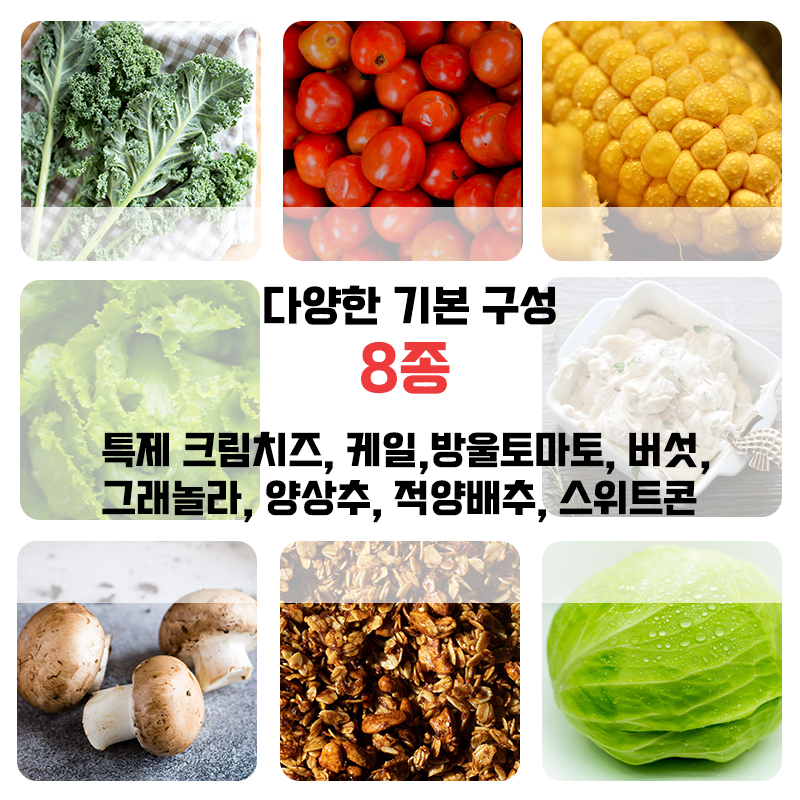 다양한 기본 구성
8종
특제 크림치즈, 케일,방울토마토, 버섯,
그래놀라, 양상추, 적양배추, 스위트콘